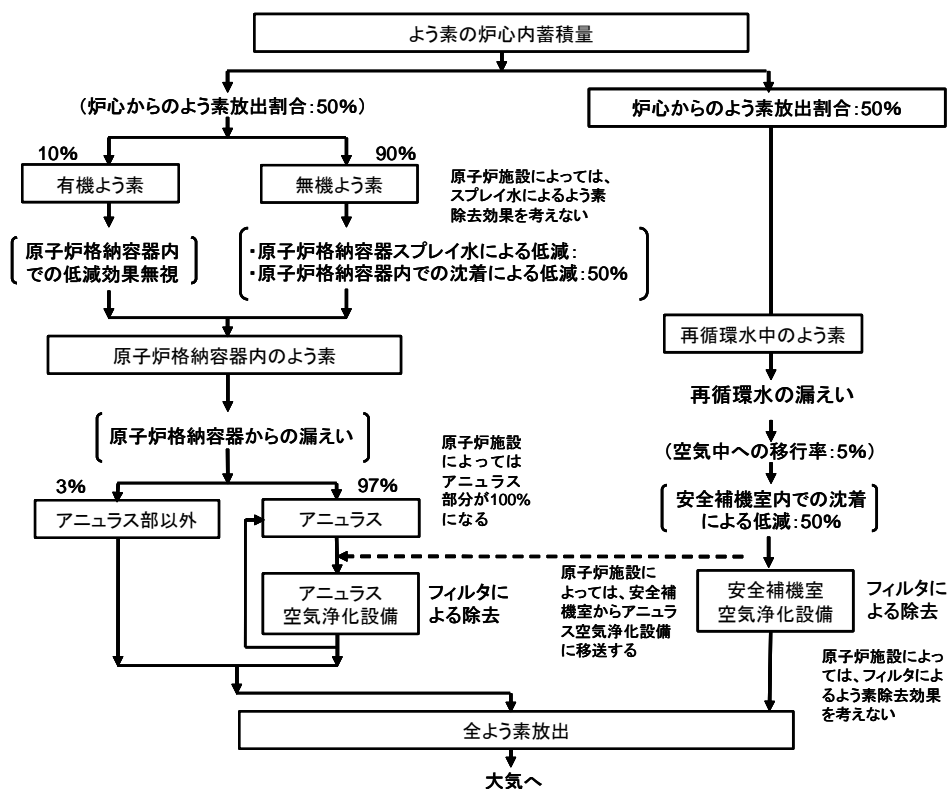 よう素の炉心内蓄積量
(炉心からのよう素放出割合:50%)
炉心からのよう素放出割合:50%
10%
90%
有機よう素
無機よう素
原子炉施設によっては、
スプレイ水によるよう素
除去効果を考えない
原子炉格納容器内
での低減効果無視
・原子炉格納容器スプレイ水による低減:
・原子炉格納容器内での沈着による低減:50%
原子炉格納容器内のよう素
再循環水中のよう素
再循環水の漏えい
原子炉格納容器からの漏えい
(空気中への移行率:5%)
原子炉施設
によっては
アニュラス
部分が100%
になる
3%
97%
アニュラス部以外
アニュラス
安全補機室内での沈着
による低減:50%
アニュラス
空気浄化設備
フィルタに
よる除去
原子炉施設に
よっては、安全補
機室からアニュラ
ス空気浄化設備
に移送する
安全補機室
空気浄化設備
フィルタに
よる除去
原子炉施設によっ
ては、フィルタによ
るよう素除去効果
を考えない
全よう素放出
大気へ